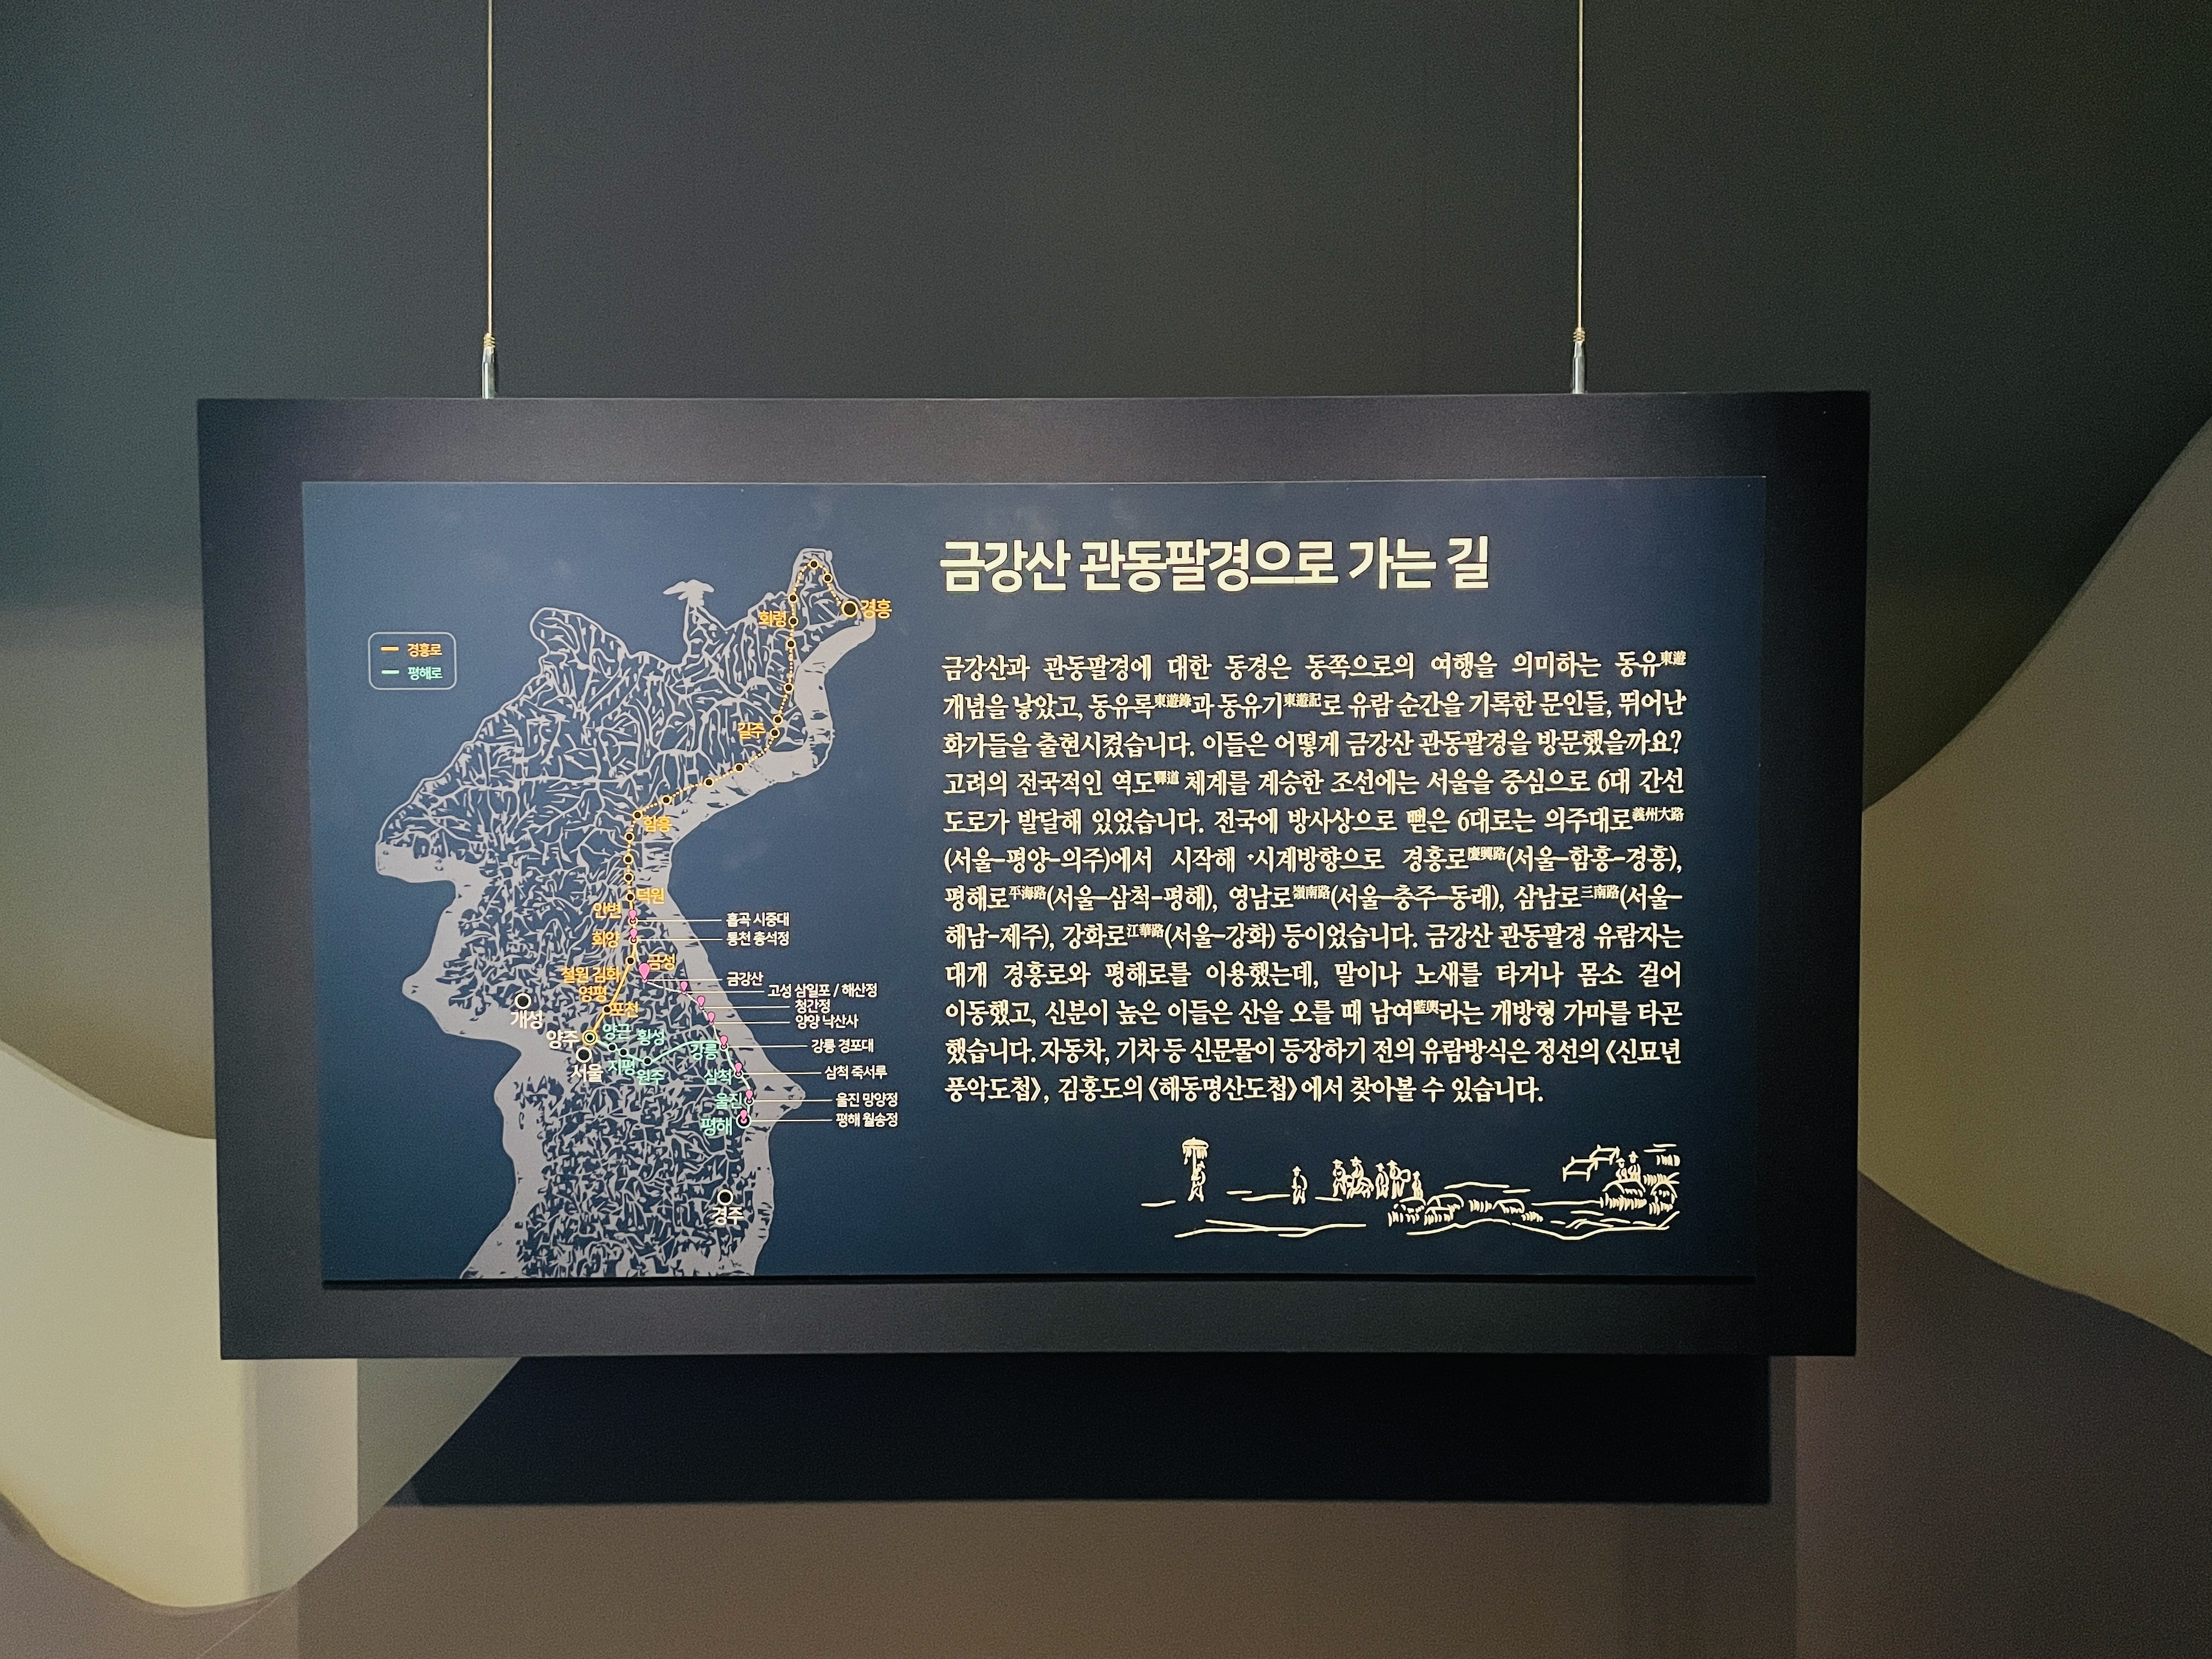 금강산 관동팔경으로 가는 길
금강산과 관동팔경에 대한 동경은 동쪽으로의 여행을 의미하는 동유東遊
개념을 낳았고, 동유록東遊錄과 동유기東遊記로 유람 순간을 기록한 문인들, 뛰어난
화가들을 출현시켰습니다. 이들은 어떻게 금강산 관동팔경을 방문했을까요?
고려의 전국적인 역도驛道 체계를 계승한 조선에는 서울을 중심으로 6대 간선
도로가 발달해 있었습니다. 전국에 방사상으로 뻗은 6대로는 의주대로義州大路
(서울-평양-의주)에서 시작해 시계방향으로 경흥로慶興路(서울-함흥-경흥),
평해로平海路(서울-삼척-평해), 영남로嶺南路(서울-충주-동래), 삼남로三南路(서울-
해남-제주), 강화로江華路(서울-강화) 등이었습니다. 금강산 관동팔경 유람자는
대개 경흥로와 평해로를 이용했는데, 말이나 노새를 타거나 몸소 걸어
이동했고, 신분이 높은 이들은 산을 오를 때 남여藍輿라는 개방형 가마를 타곤
했습니다. 자동차, 기차 등 신문물이 등장하기 전의 유람방식은 정선의 《신묘년
풍악도첩》, 김홍도의 《해동명산도첩》에서 찾아볼 수 있습니다.
경흥로
평해로
경흥
회령
길주
함흥
덕원
안변
흡곡 시중대
회양
통천 총석정
금성
철원 김화
금강산
영평
고성 삼일포 / 해산정
포천
청간정
개성
양양 낙산사
양주
양근
횡성
강릉
강릉 경포대
서울
지평
원주
삼척
삼척 죽서루
울진
울진 망양정
평해
평해 월송정
경주